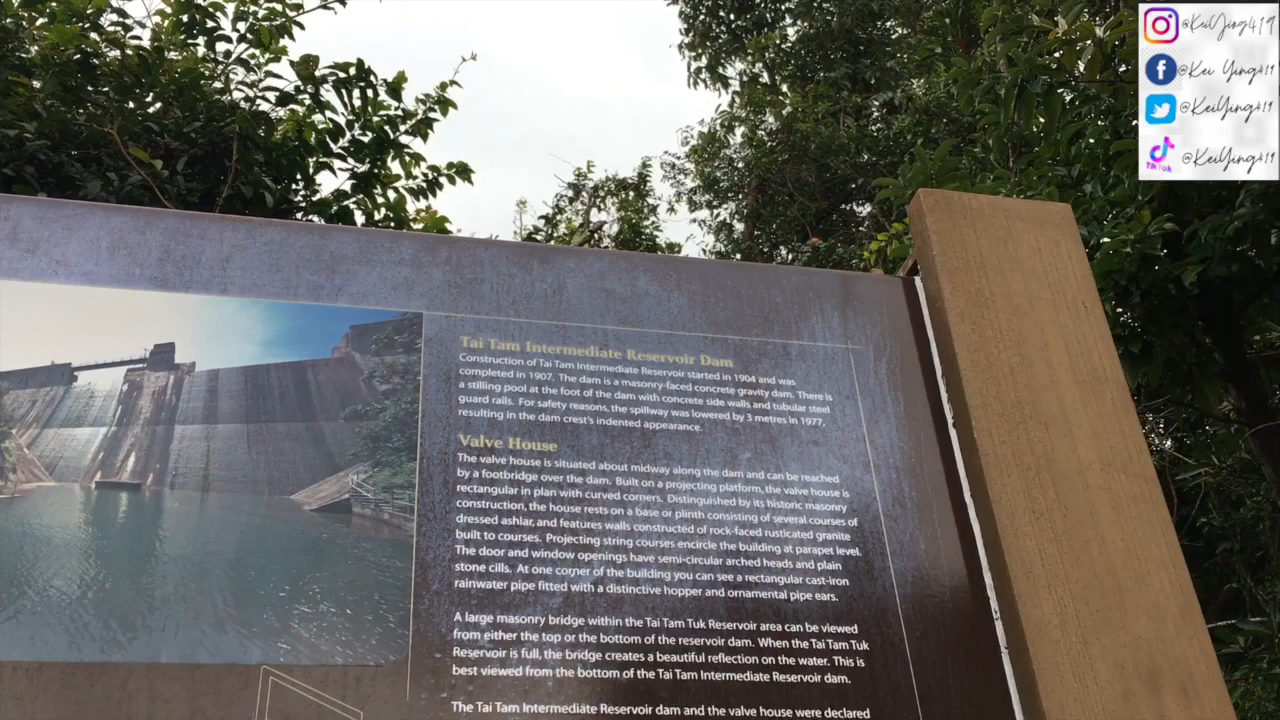 @KeiYing419
@Kei Ying419
@KeiYing419
TikTok
@KeiYing419
Tai Tam Intermediate Reservoir Dam
Construction of Tai Tam Intermediate Reservoir started in 1904 and was
completed in 1907. The dam is a masonry-faced concrete gravity dam. There is
a stilling pool at the foot of the dam with concrete side walls and tubular steel
guard rails. For safety reasons, the spillway was lowered by 3 metres in 1977,
resulting in the dam crest's indented appearance.
Valve House
The valve house is situated about midway along the dam and can be reached
by a footbridge over the dam. Built on a projecting platform, the valve house is
rectangular in plan with curved corners. Distinguished by its historic masonry
construction, the house rests on a base or plinth consisting of several courses of
dressed ashlar, and features walls constructed of rock-faced rusticated granite
built to courses. Projecting string courses encircle the building at parapet level.
The door and window openings have semi-circular arched heads and plain
stone cills. At one corner of the building you can see a rectangular cast-iron
rainwater pipe fitted with a distinctive hopper and ornamental pipe ears.
A large masonry bridge within the Tai Tam Tuk Reservoir area can be viewed
from either the top or the bottom of the reservoir dam. When the Tai Tam Tuk
Reservoir is full, the bridge creates a beautiful reflection on the water. This is
best viewed from the bottom of the Tai Tam Intermediate Reservoir dam.
The Tai Tam Intermediate Reservoir dam and the valve house were declared